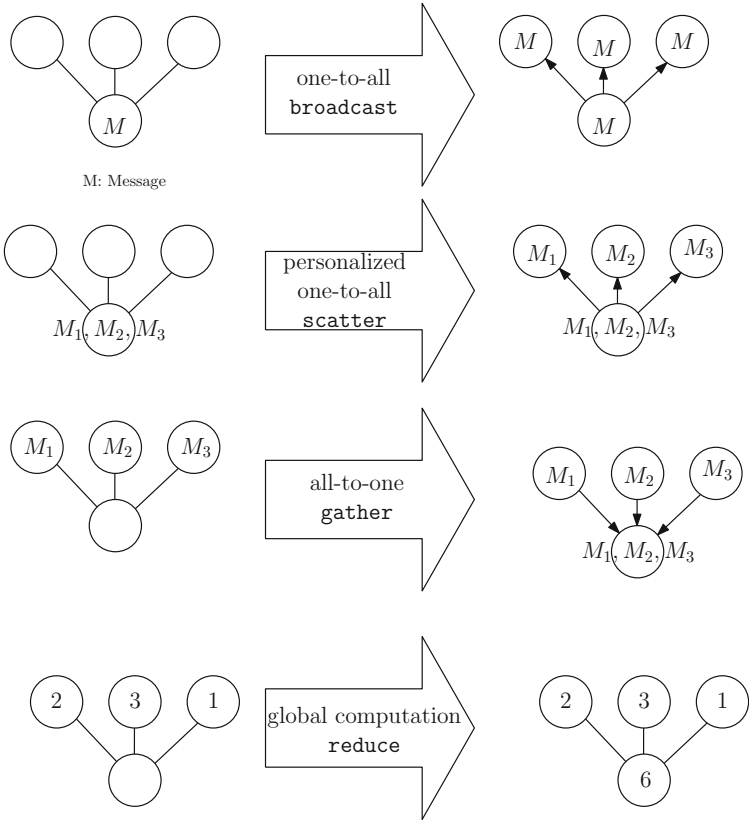 M
one-to-all
broadcast
M M M
M
M: Message
M₁, M₂, M₃
personalized
one-to-all
scatter
M₁ M₂ M₃
M₁, M₂, M₃
M₁ M₂ M₃
all-to-one
gather
M₁ M₂ M₃
M₁, M₂, M₃
2 3 1
global computation
reduce
2 3 1
6